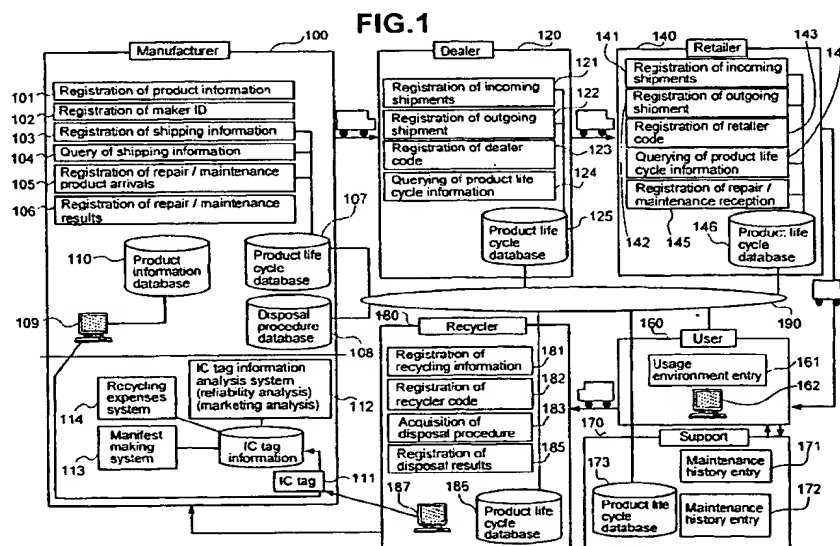 FIG.1
100
Manufacturer
101
Registration of product information
102
Registration of maker ID
103
Registration of shipping information
104
Query of shipping information
105
Registration of repair / maintenance
product arrivals
106
Registration of repair / maintenance
results
107
110
Product
information
database
Product life
cycle database
109
Disposal
procedure
database
108
114
Recycling
expenses
system
IC tag information
analysis system
(reliability analysis)
(marketing analysis)
112
113
Manifest
making
system
IC tag
information
IC tag
111
120
Dealer
121
Registration of incoming
shipments
122
Registration of outgoing
shipment
123
Registration of dealer
code
124
Querying of product life
cycle information
125
Product life
cycle
database
140
Retailer
143
141
Registration of incoming
shipments
Registration of outgoing
shipment
Registration of retailer
code
Querying of product life
cycle information
Registration of repair /
maintenance reception
142
145
146
Product life
cycle
database
190
180
Recycler
Registration of
recycling information
181
Registration of
recycler code
182
Acquisition of
disposal procedure
183
Registration of
disposal results
185
187
186
Product life
cycle
database
160
User
161
Usage
environment entry
162
170
Support
171
Maintenance
history entry
173
172
Product life
cycle
database
Maintenance
history entry